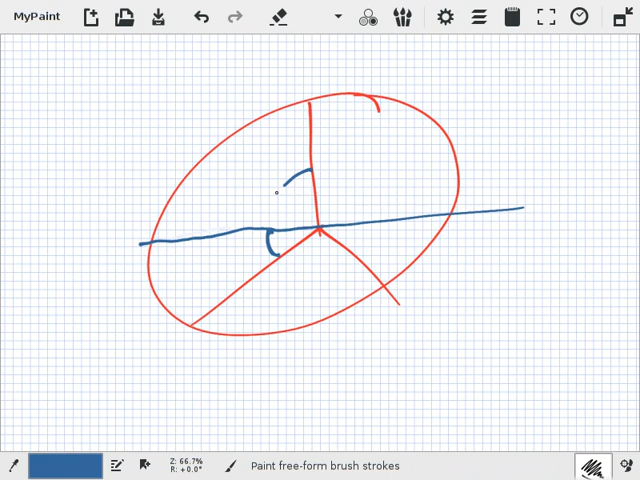 MyPaint
Z: 66.7%
R: +0.0°
Paint free-form brush strokes